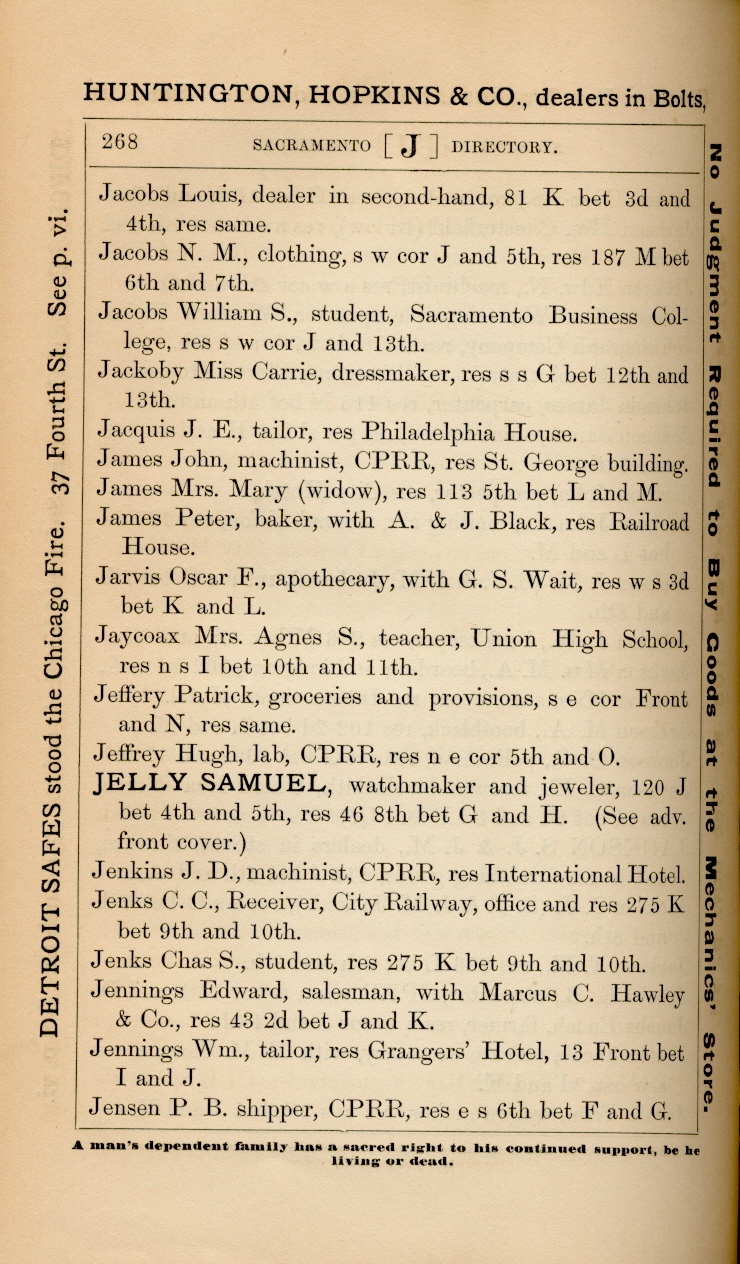 HUNTINGTON, HOPKINS & CO., dealers in Bolts,
268 SACRAMENTO [ J ] DIRECTORY.
Jacobs Louis, dealer in second-hand, 81 K bet 3d and
4th, res same.
Jacobs N. M., clothing, s w cor J and 5th, res 187 M bet
6th and 7th.
Jacobs William S., student, Sacramento Business Col-
lege, res s w cor J and 13th.
Jackoby Miss Carrie, dressmaker, res s s G bet 12th and
13th.
Jacquis J. E., tailor, res Philadelphia House.
James John, machinist, CPRR, res St. George building.
James Mrs. Mary (widow), res 113 5th bet L and M.
James Peter, baker, with A. & J. Black, res Railroad
House.
Jarvis Oscar F., apothecary, with G. S. Wait, res w s 3d
bet K and L.
Jaycoax Mrs. Agnes S., teacher, Union High School,
res n s I bet 10th and 11th.
Jeffery Patrick, groceries and provisions, s e cor Front
and N, res same.
Jeffrey Hugh, lab, CPRR, res n e cor 5th and O.
JELLY SAMUEL, watchmaker and jeweler, 120 J
bet 4th and 5th, res 46 8th bet G and H. (See adv.
front cover.)
Jenkins J. D., machinist, CPRR, res International Hotel.
Jenks C. C., Receiver, City Railway, office and res 275 K
bet 9th and 10th.
Jenks Chas S., student, res 275 K bet 9th and 10th.
Jennings Edward, salesman, with Marcus C. Hawley
& Co., res 43 2d bet J and K.
Jennings Wm., tailor, res Grangers' Hotel, 13 Front bet
I and J.
Jensen P. B. shipper, CPRR, res e s 6th bet F and G.
A man's dependent family has a sacred right to his continued support, be he
living or dead.
DETROIT SAFES stood the Chicago Fire. 37 Fourth St. See p. vi.
No Judgment Required to Buy Goods at the Mechanics' Store.